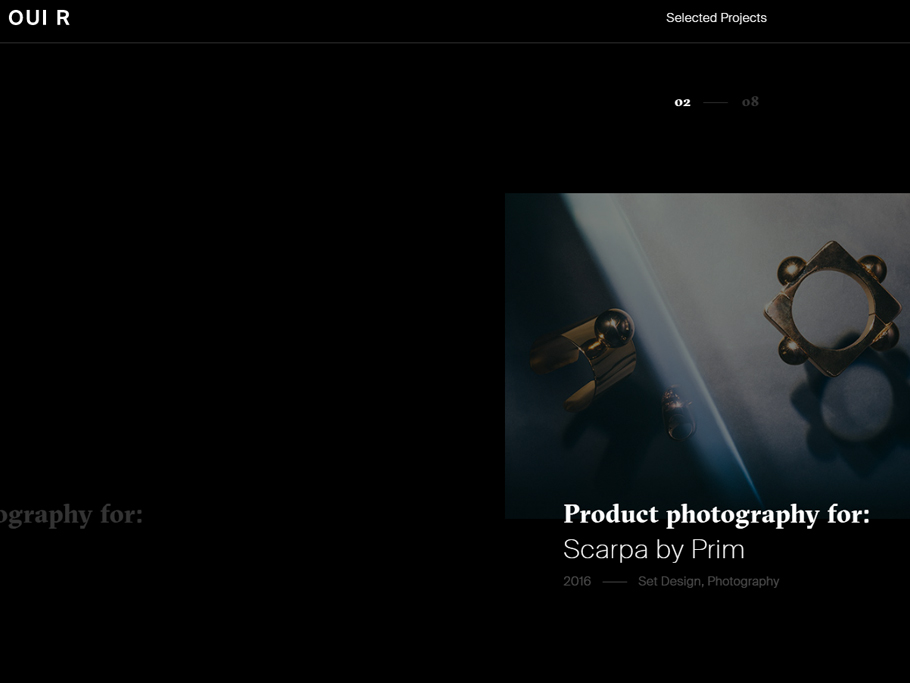 OUI R
Selected Projects
02 — 08
ography for:
Product photography for:
Scarpa by Prim
2016 — Set Design, Photography